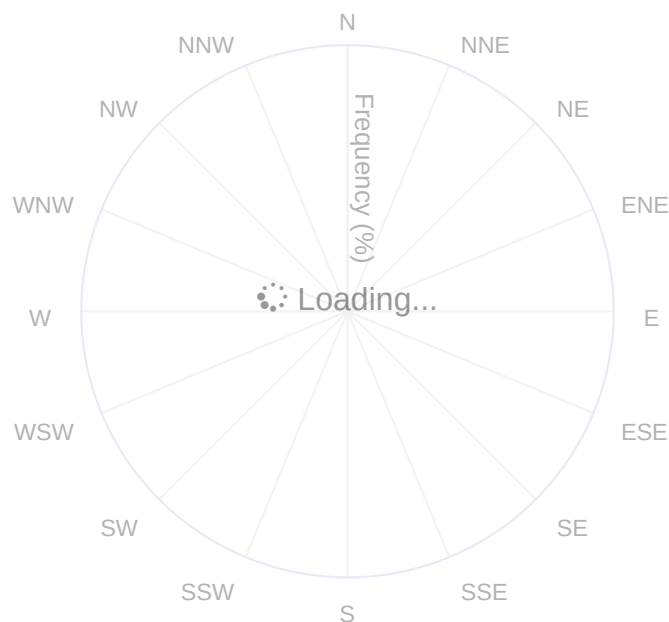 N
NNW
NNE
NW
NE
Frequency (%)
WNW
ENE
Loading...
W
E
WSW
ESE
SW
SE
SSW
SSE
S